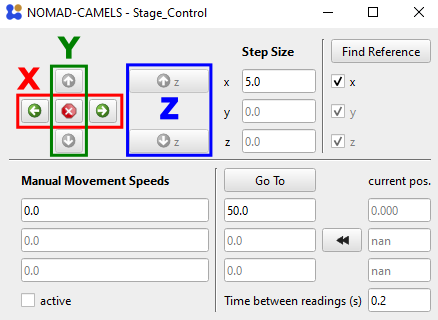 NOMAD-CAMELS - Stage_Control
Y
X
Z
z
z
Step Size
Find Reference
x 5.0 x
y 0.0 y
z 0.0 z
Manual Movement Speeds Go To current pos.
0.0 50.0 0.000
0.0 0.0 nan
0.0 0.0 nan
active Time between readings (s) 0.2